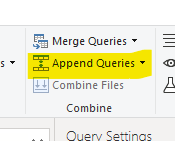 Merge Queries
Append Queries
Combine Files
Combine
Query Settings